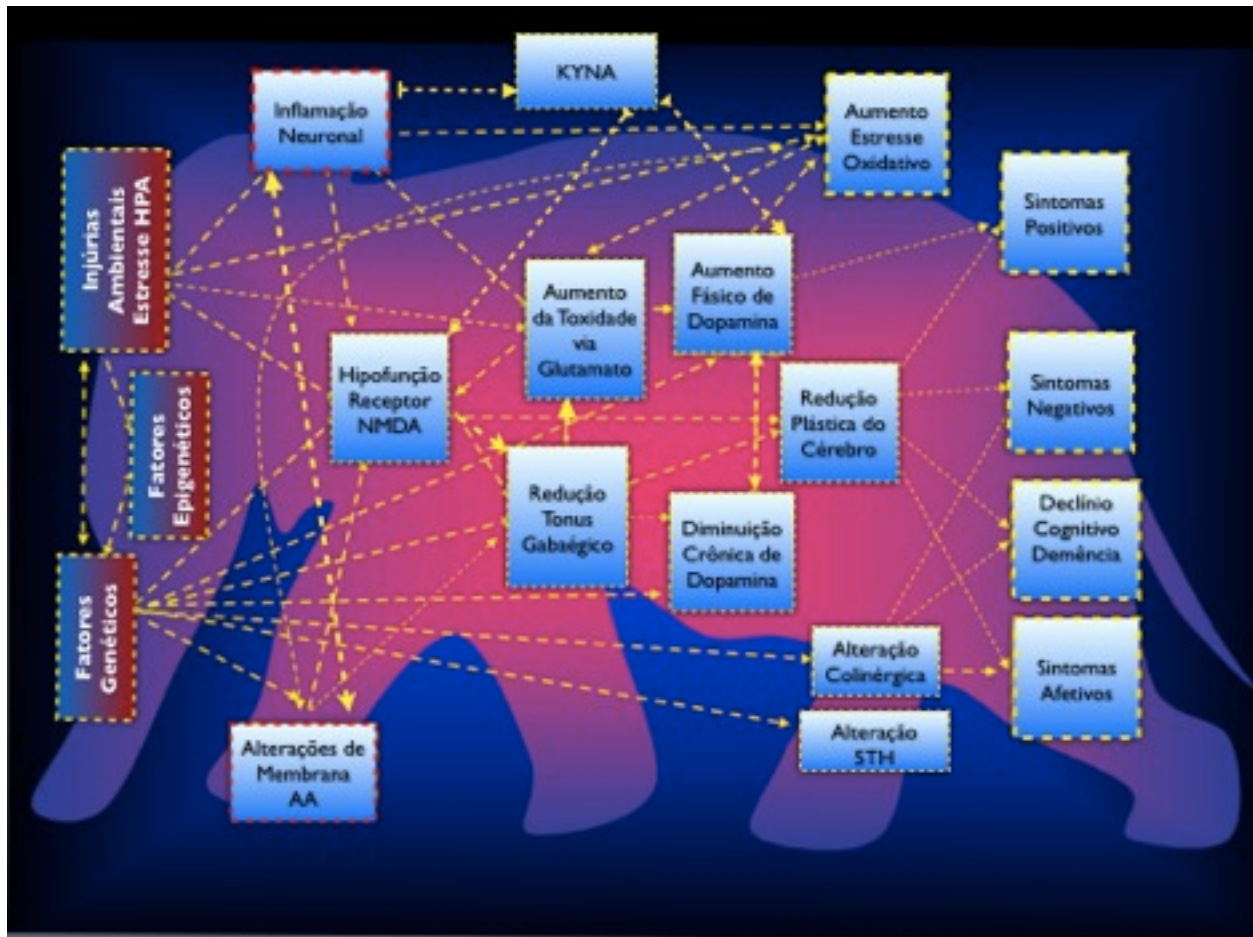 KYNA
Inflamação
Neuronal
Aumento
Estresse
Oxidativo
Injúrias
Ambientais
Estresse HPA
Sintomas
Positivos
Aumento
da Toxidade
via
Glutamato
Aumento
Fásico de
Dopamina
Hipofunção
Receptor
NMDA
Fatores
Epigenéticos
Redução
Plástica do
Cérebro
Sintomas
Negativos
Redução
Tonus
Gabaégico
Diminuição
Crônica de
Dopamina
Declínio
Cognitivo
Demência
Fatores
Genéticos
Alteração
Colinérgica
Sintomas
Afetivos
Alterações de
Membrana
AA
Alteração
STH